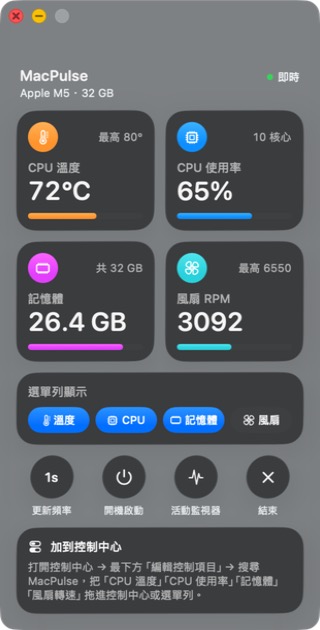 MacPulse
即時
Apple M5 · 32 GB
最高 80°
CPU 溫度
72°C
10 核心
CPU 使用率
65%
共 32 GB
記憶體
26.4 GB
最高 6550
風扇 RPM
3092
選單列顯示
溫度
CPU
記憶體
風扇
1s
更新頻率
開機啟動
活動監視器
結束
加到控制中心
打開控制中心 → 最下方「編輯控制項目」→ 搜尋
MacPulse，把「CPU 溫度」「CPU 使用率」「記憶體」
「風扇轉速」拖進控制中心或選單列。